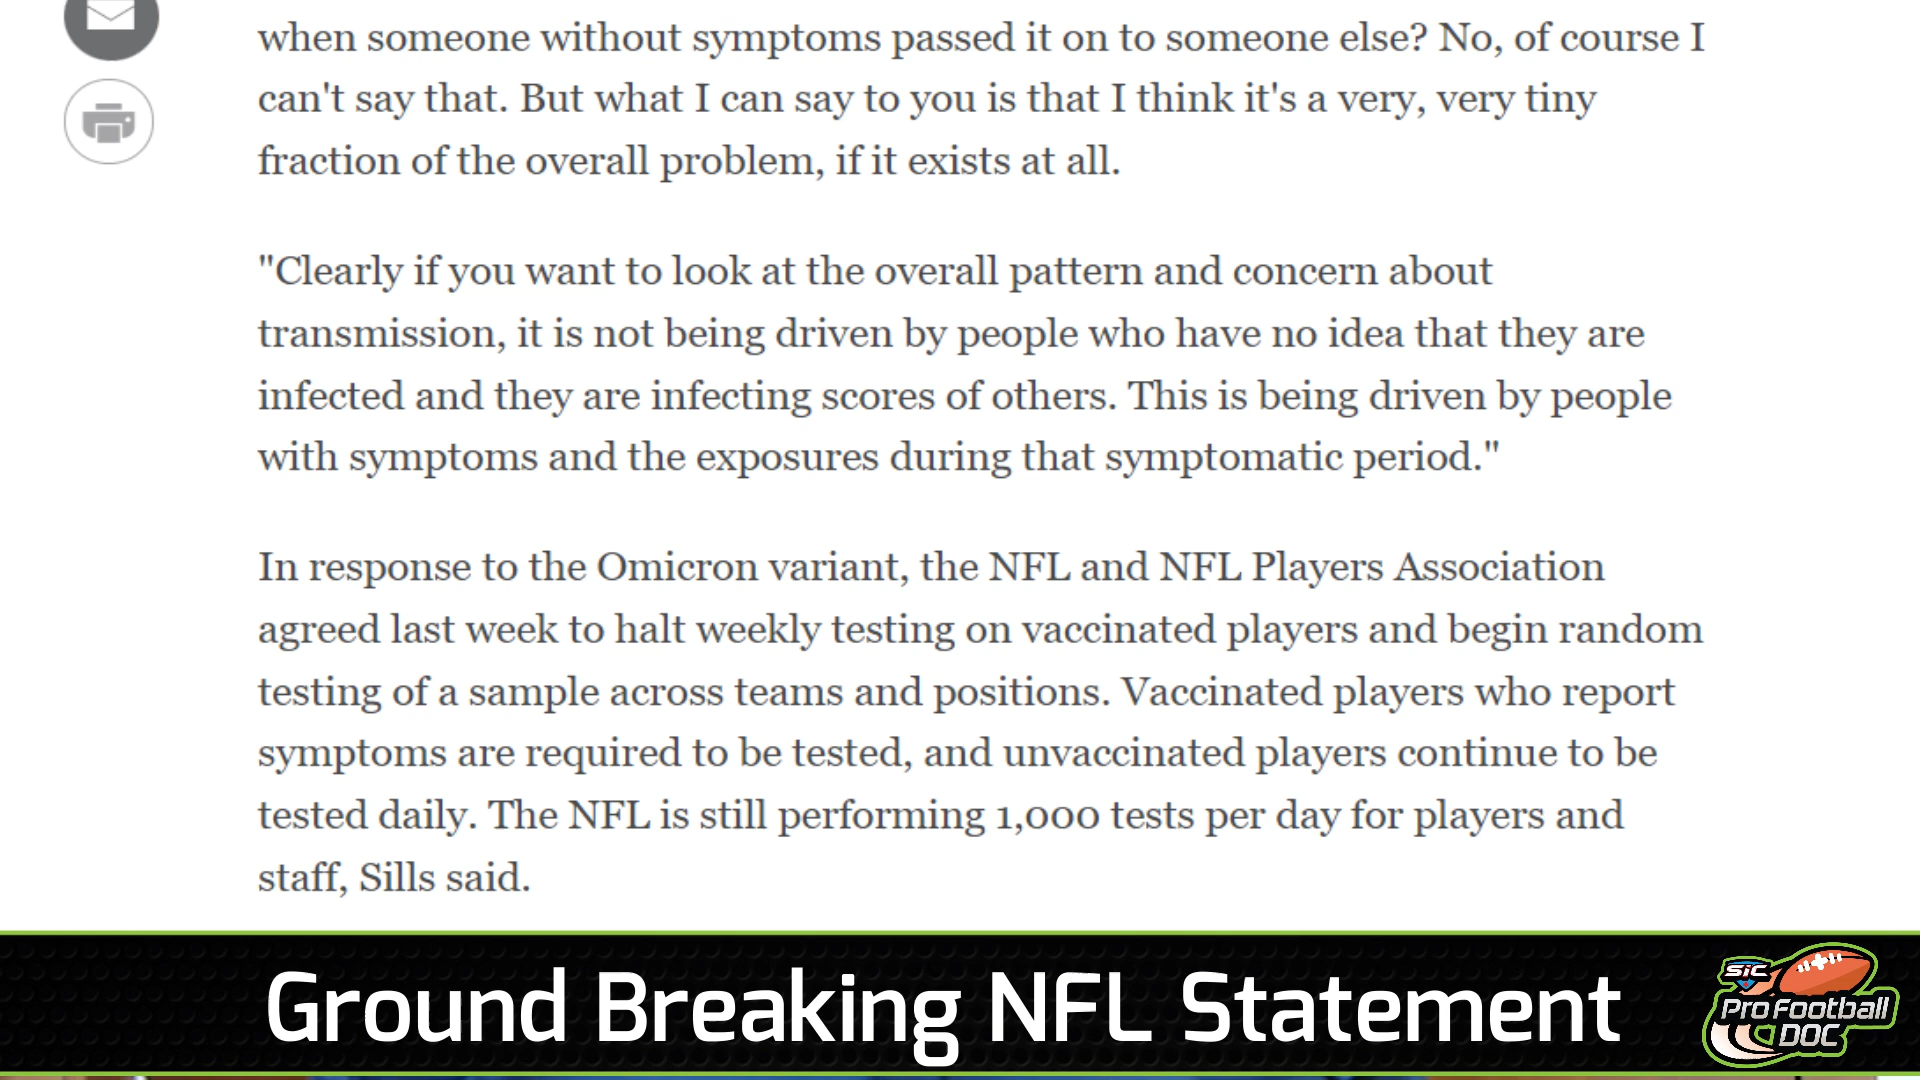 when someone without symptoms passed it on to someone else? No, of course I
can't say that. But what I can say to you is that I think it's a very, very tiny
fraction of the overall problem, if it exists at all.
"Clearly if you want to look at the overall pattern and concern about
transmission, it is not being driven by people who have no idea that they are
infected and they are infecting scores of others. This is being driven by people
with symptoms and the exposures during that symptomatic period."
In response to the Omicron variant, the NFL and NFL Players Association
agreed last week to halt weekly testing on vaccinated players and begin random
testing of a sample across teams and positions. Vaccinated players who report
symptoms are required to be tested, and unvaccinated players continue to be
tested daily. The NFL is still performing 1,000 tests per day for players and
staff, Sills said.
Ground Breaking NFL Statement
SIC
Pro Football
DOC